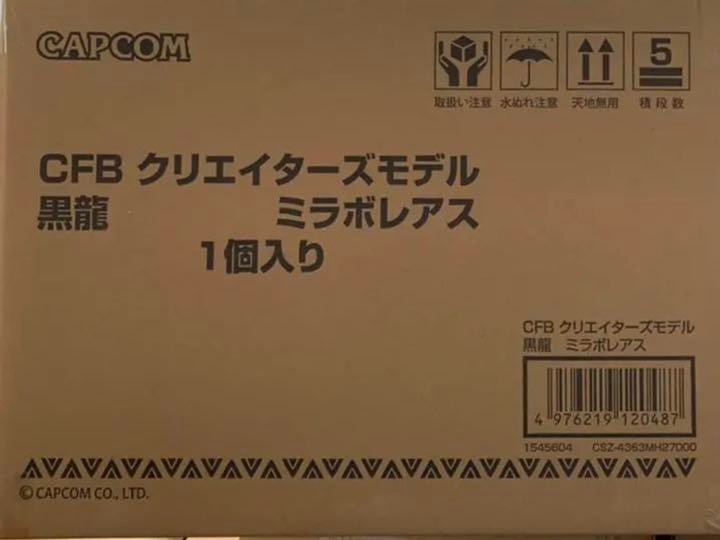 CAPCOM
5
取扱い注意 水ぬれ注意 天地無用 積段数
CFB クリエイターズモデル
黒龍 ミラボレアス
1個入り
CFB クリエイターズモデル
黒龍 ミラボレアス
4 976219 120487
1545604 CSZ-4363MH27000
© CAPCOM CO., LTD.